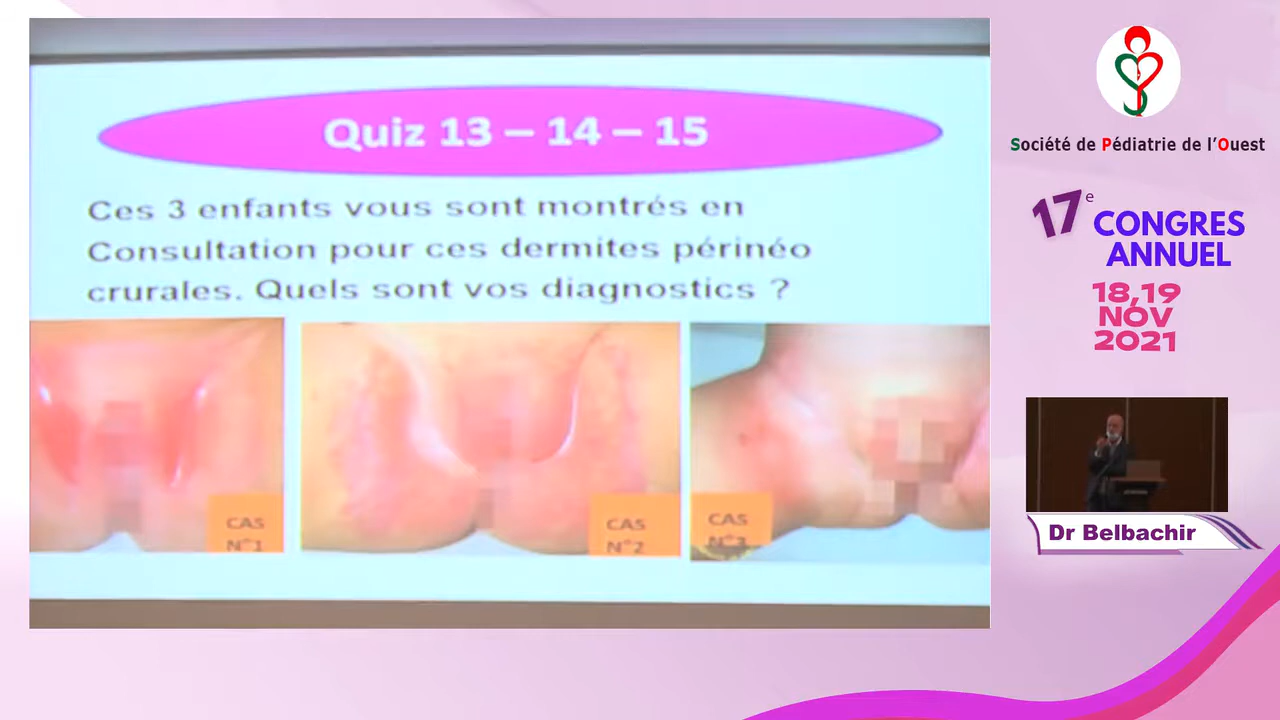 Quiz 13 – 14 – 15
Ces 3 enfants vous sont montrés en
Consultation pour ces dermites périnéo
crurales. Quels sont vos diagnostics ?
CAS
N°1
CAS
N°2
CAS
N°3
Société de Pédiatrie de l'Ouest
17e
CONGRES
ANNUEL
18,19
NOV
2021
Dr Belbachir